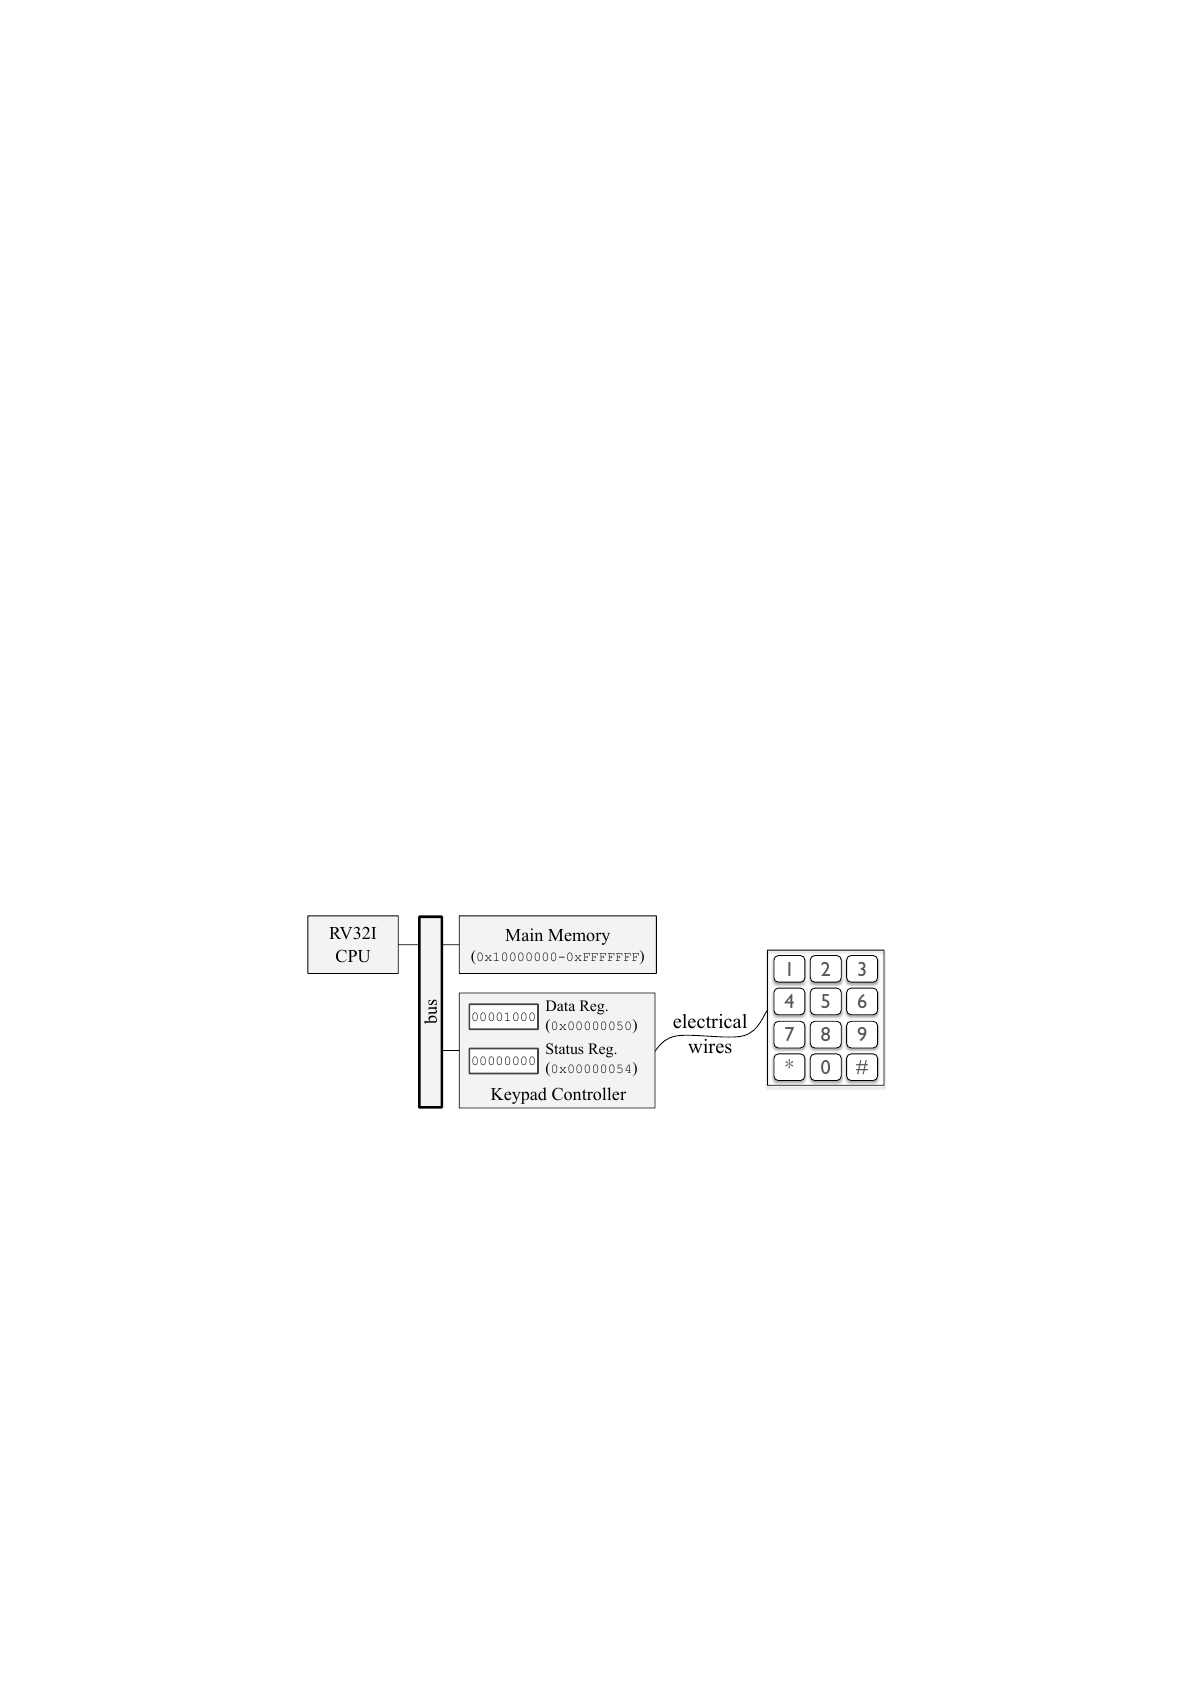 RV32I
CPU
bus
Main Memory
(0x10000000-0xFFFFFFF)
00001000
Data Reg.
(0x00000050)
00000000
Status Reg.
(0x00000054)
Keypad Controller
electrical
wires
1 2 3
4 5 6
7 8 9
* 0 #